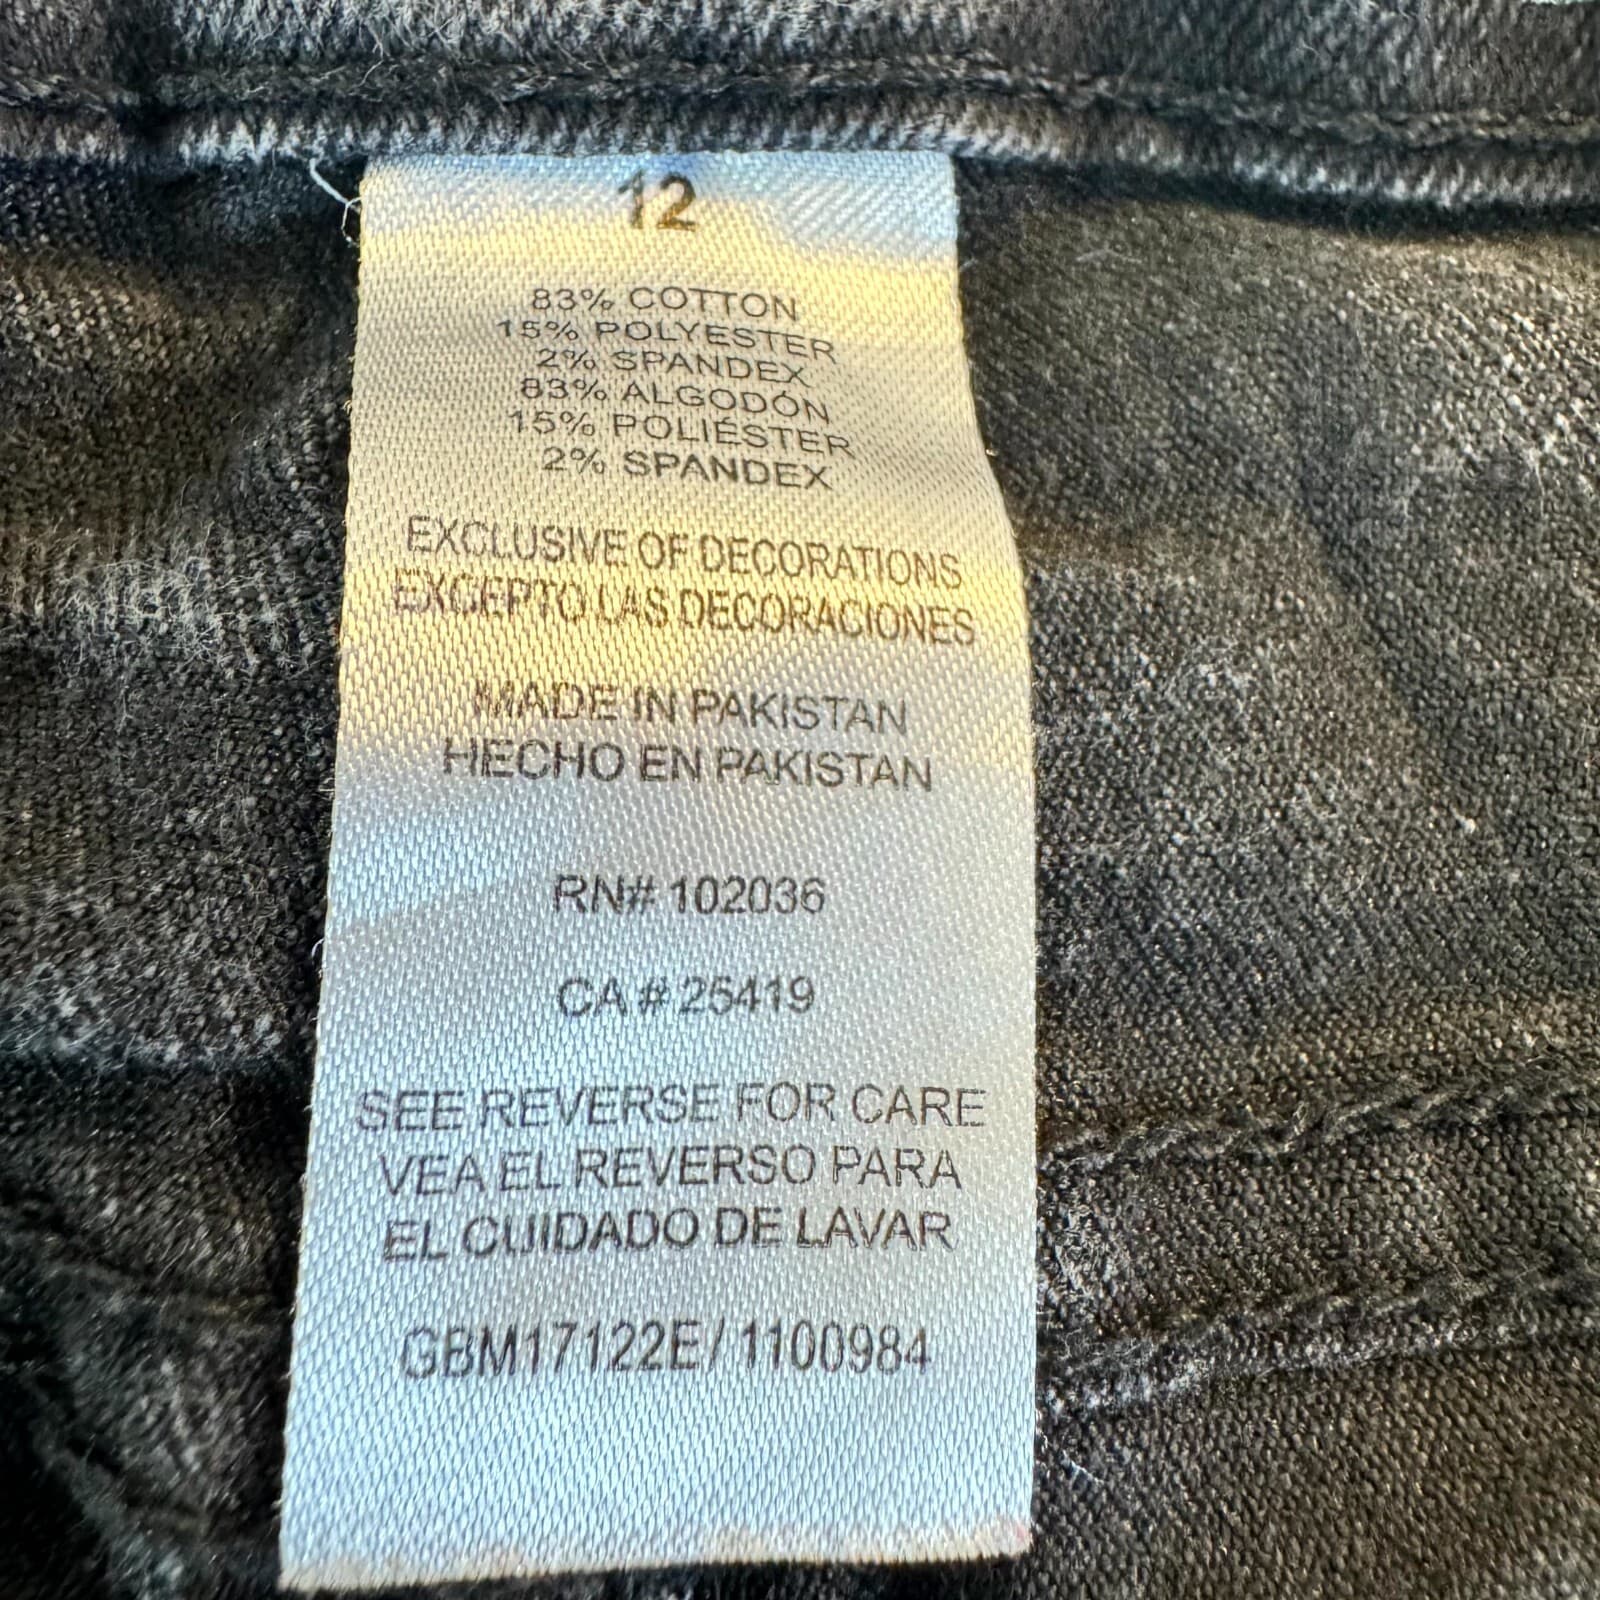 12
83% COTTON
15% POLYESTER
2% SPANDEX
83% ALGODÓN
15% POLIÉSTER
2% SPANDEX
EXCLUSIVE OF DECORATIONS
EXCEPTO LAS DECORACIONES
MADE IN PAKISTAN
HECHO EN PAKISTAN
RN# 102036
CA # 25419
SEE REVERSE FOR CARE
VEA EL REVERSO PARA
EL CUIDADO DE LAVAR
GBM17122E/ 1100984